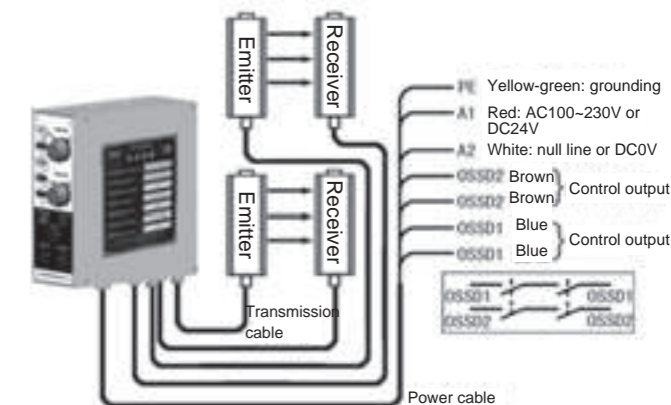 Emitter
Receiver
Emitter
Receiver
PE Yellow-green: grounding
A1 Red: AC100~230V or
DC24V
A2 White: null line or DC0V
OSSD2 Brown
OSSD2 Brown
Control output
OSSD1 Blue
OSSD1 Blue
Control output
OSSD1 OSSD1
OSSD2 OSSD2
Transmission
cable
Power cable